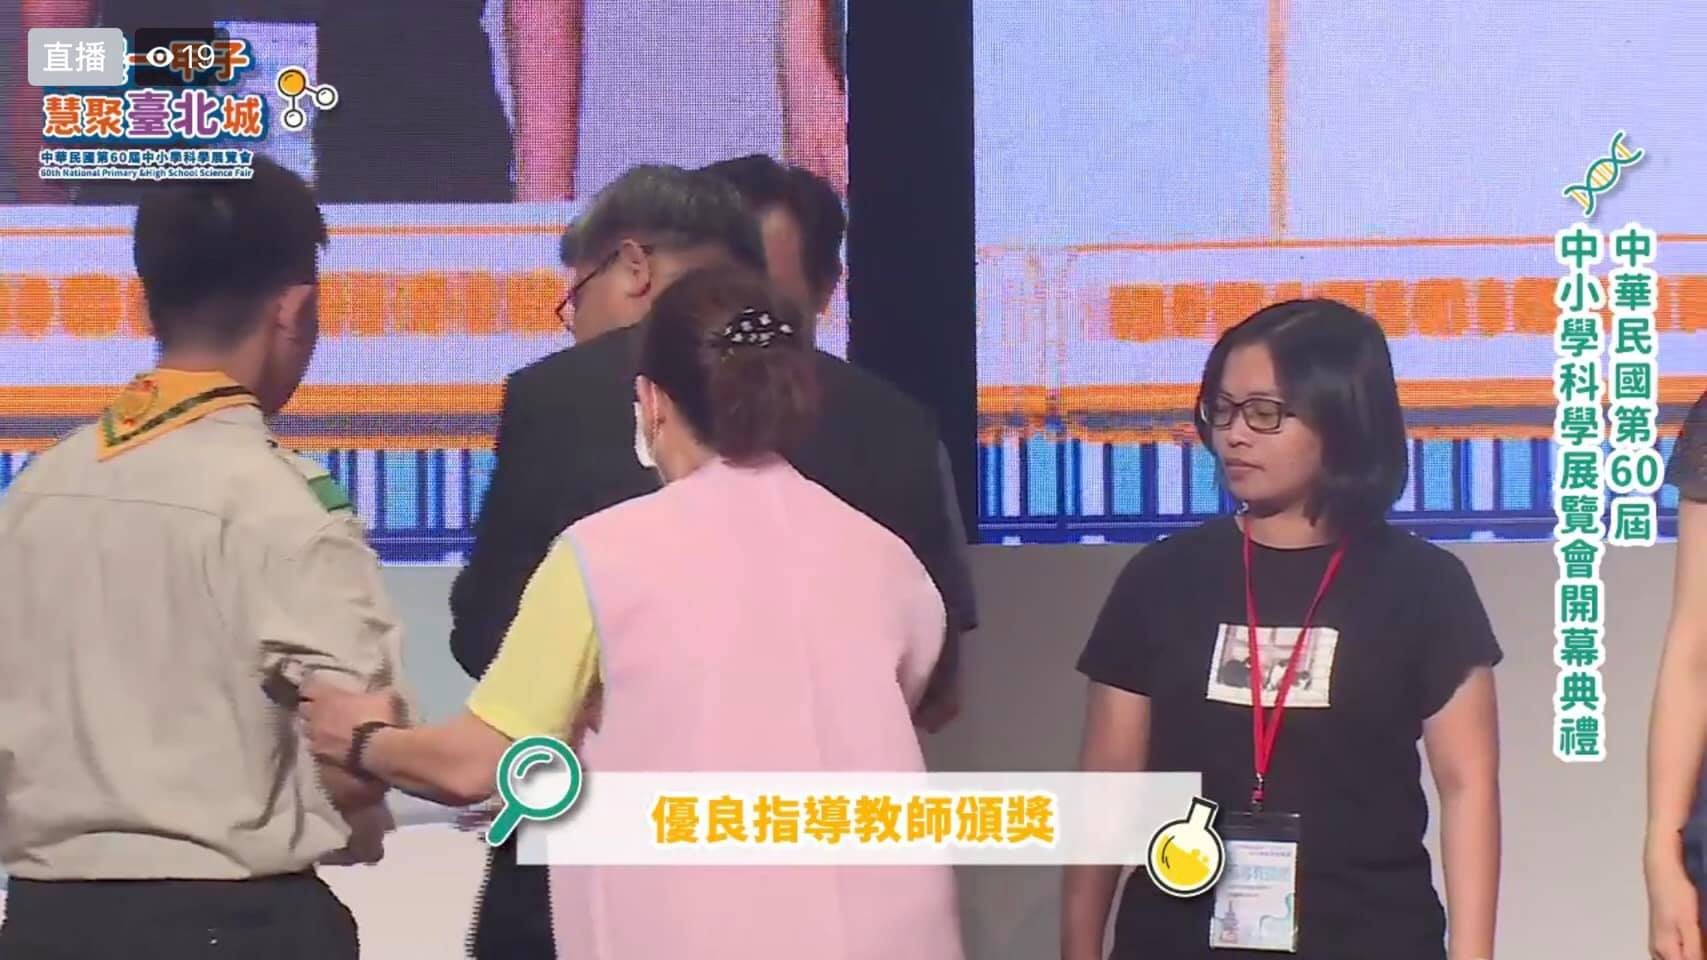 直播 19
一甲子
慧聚臺北城
中華民國第60屆中小學科學展覽會
60th National Primary &High School Science Fair
中華民國第60屆
中小學科學展覽會開幕典禮
優良指導教師頒獎